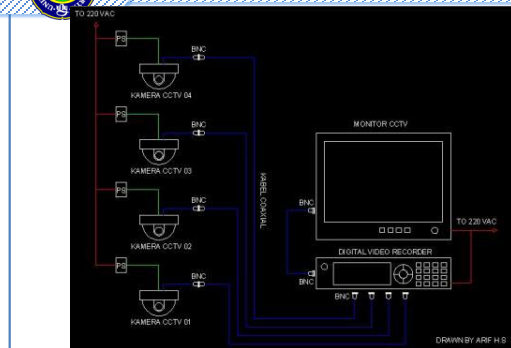 TO 220 VAC
PS
BNC
KAMERA CCTV 04
PS
BNC
KAMERA CCTV 03
PS
BNC
KAMERA CCTV 02
PS
BNC
KAMERA CCTV 01
KABEL COAXIAL
MONITOR CCTV
BNC
TO 220 VAC
DIGITAL VIDEO RECORDER
BNC
BNC
DRAWN BY ARIF H.S